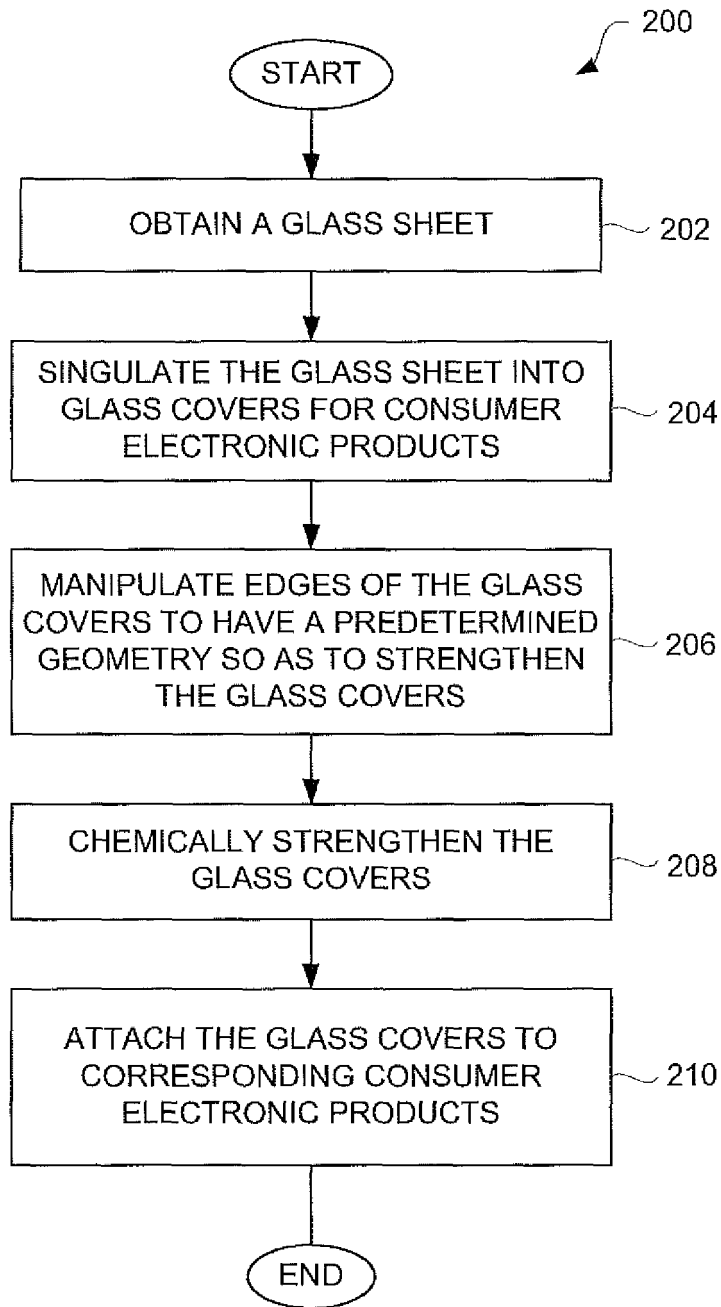 200
START
OBTAIN A GLASS SHEET
202
SINGULATE THE GLASS SHEET INTO
GLASS COVERS FOR CONSUMER
ELECTRONIC PRODUCTS
204
MANIPULATE EDGES OF THE GLASS
COVERS TO HAVE A PREDETERMINED
GEOMETRY SO AS TO STRENGTHEN
THE GLASS COVERS
206
CHEMICALLY STRENGTHEN THE
GLASS COVERS
208
ATTACH THE GLASS COVERS TO
CORRESPONDING CONSUMER
ELECTRONIC PRODUCTS
210
END